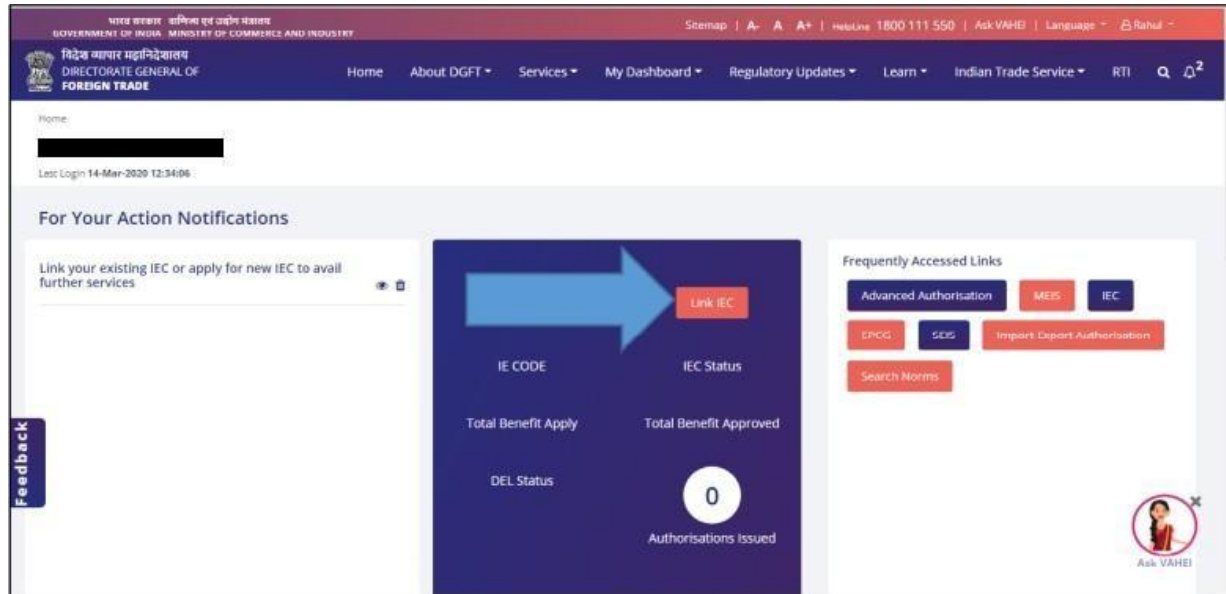 भारत सरकार वाणिज्य एवं उद्योग मंत्रालय
GOVERNMENT OF INDIA MINISTRY OF COMMERCE AND INDUSTRY
Sitemap | A- A A+ | HelpLine 1800 111 550 | Ask VAHEI | Language Rahul
विदेश व्यापार महानिदेशालय
DIRECTORATE GENERAL OF
FOREIGN TRADE
Home About DGFT Services My Dashboard Regulatory Updates Learn Indian Trade Service RTI 2
Home
Last Login 14-Mar-2020 12:34:06
For Your Action Notifications
Link your existing IEC or apply for new IEC to avail
further services
Link IEC
IE CODE IEC Status
Total Benefit Apply Total Benefit Approved
DEL Status
0
Authorisations Issued
Frequently Accessed Links
Advanced Authorisation MEIS IEC
EPCG SEIS Import Export Authorisation
Search Norms
Feedback
Ask VAHEI